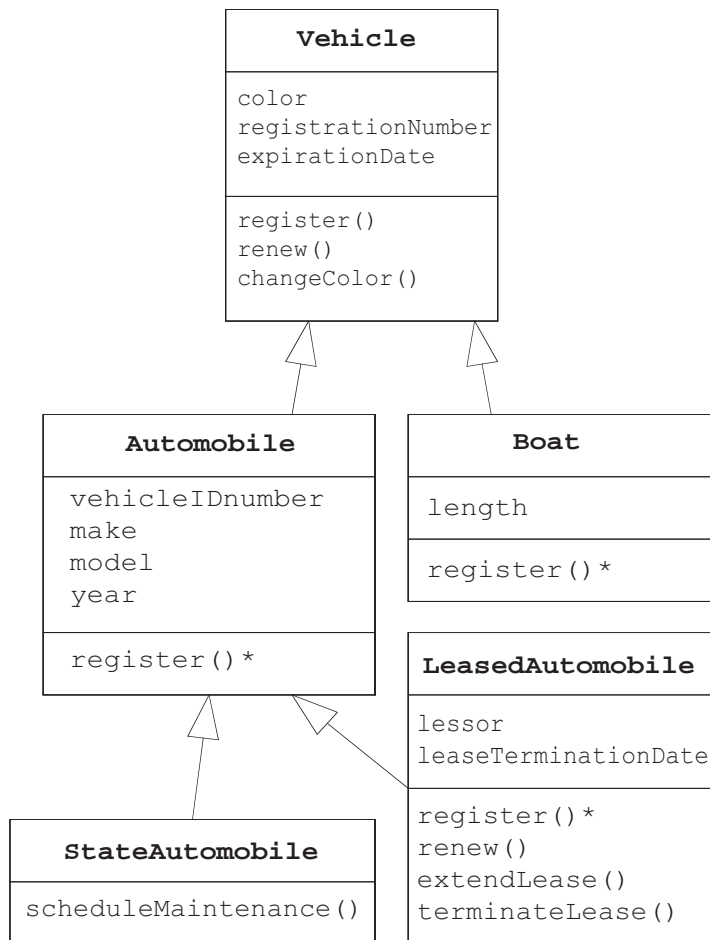 Vehicle
color
registrationNumber
expirationDate
register()
renew()
changeColor()
Automobile
vehicleIDnumber
make
model
year
register()*
Boat
length
register()*
LeasedAutomobile
lessor
leaseTerminationDate
register()*
renew()
extendLease()
terminateLease()
StateAutomobile
scheduleMaintenance()